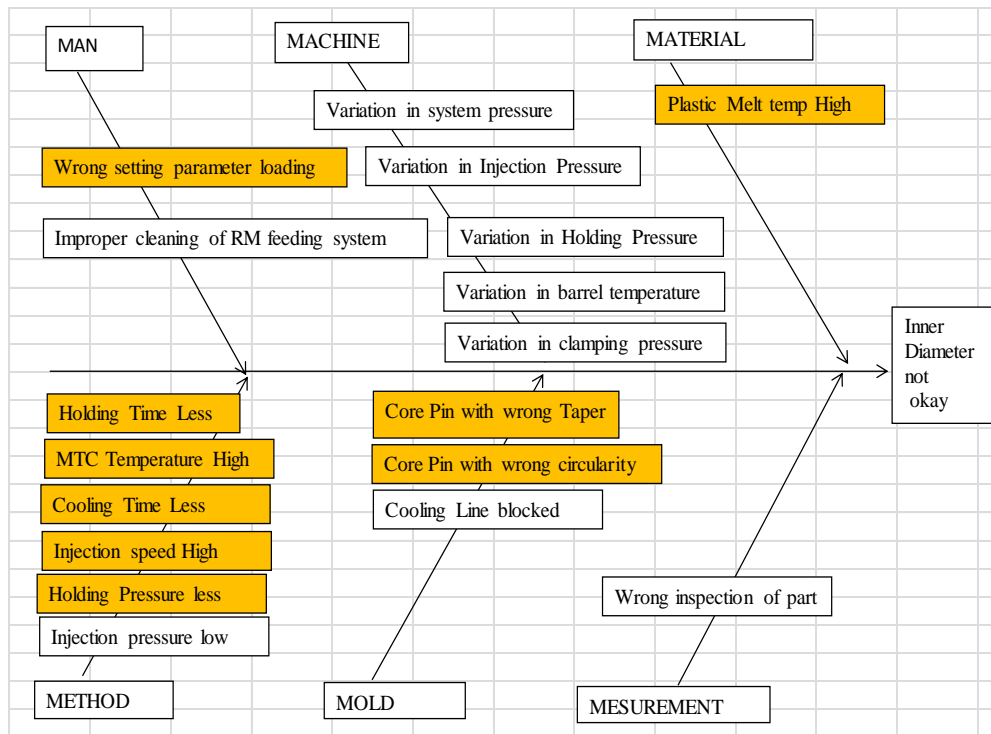 MAN
MACHINE
MATERIAL
Variation in system pressure
Plastic Melt temp High
Wrong setting parameter loading
Variation in Injection Pressure
Improper cleaning of RM feeding system
Variation in Holding Pressure
Variation in barrel temperature
Variation in clamping pressure
Inner
Diameter
not
okay
Holding Time Less
MTC Temperature High
Cooling Time Less
Injection speed High
Holding Pressure less
Injection pressure low
Core Pin with wrong Taper
Core Pin with wrong circularity
Cooling Line blocked
Wrong inspection of part
METHOD
MOLD
MESUREMENT